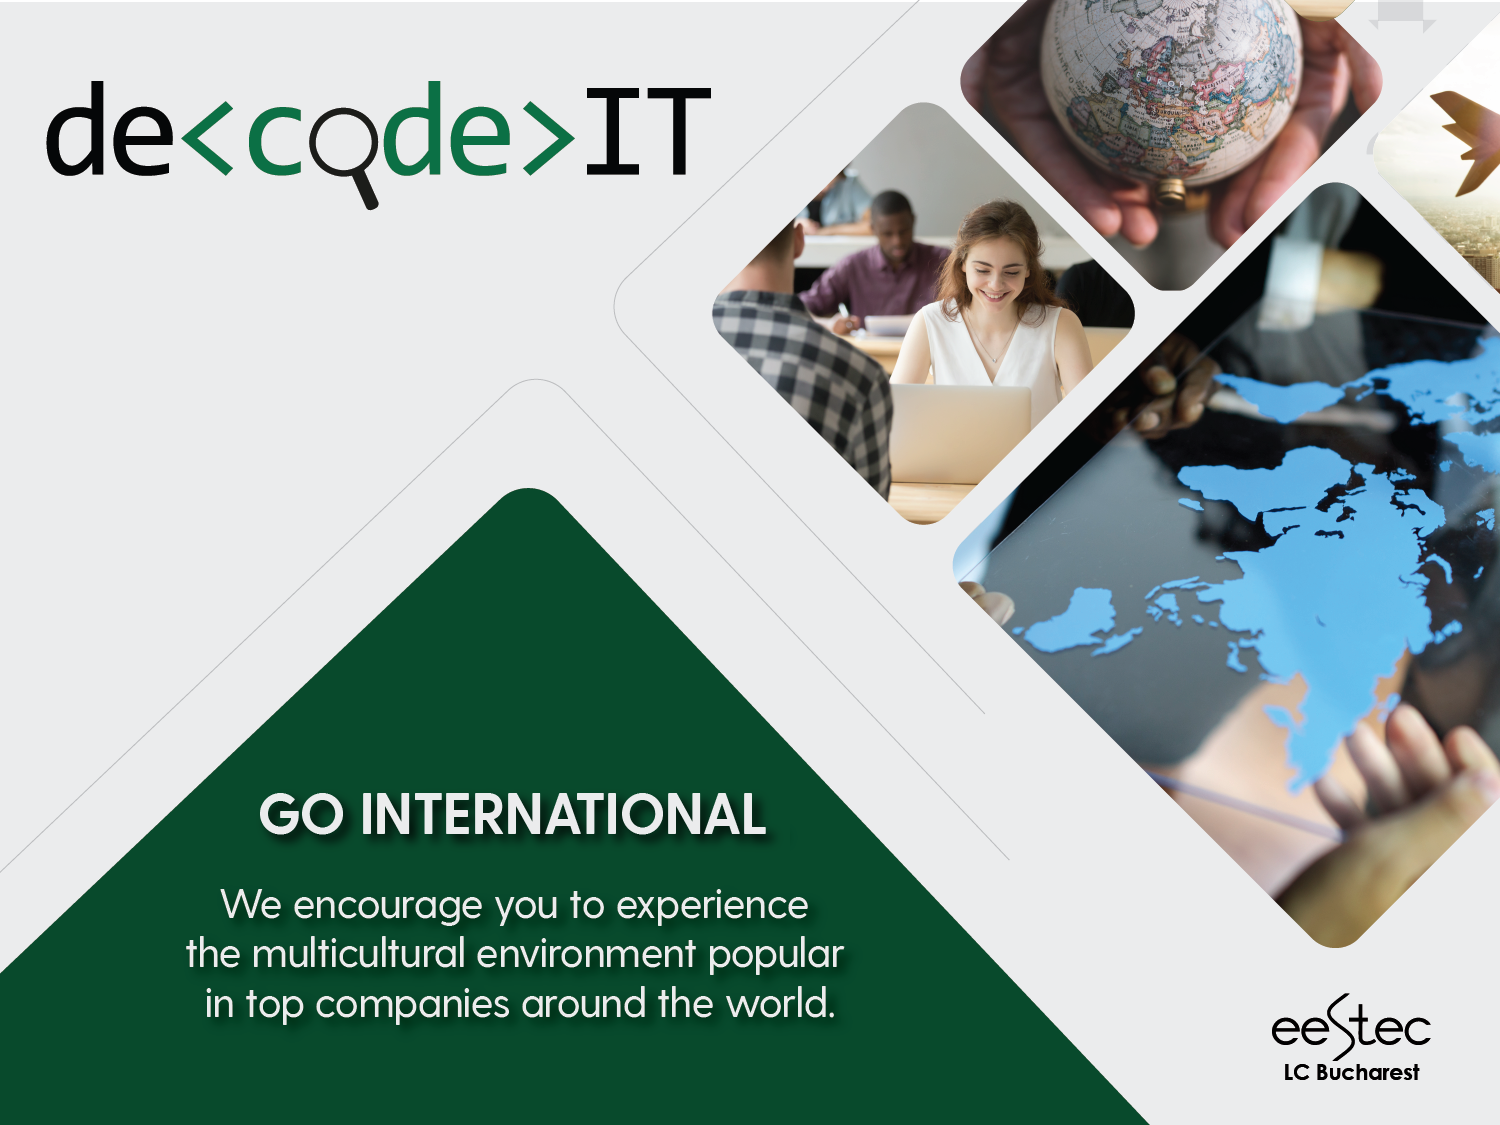 de<code>IT
GO INTERNATIONAL
We encourage you to experience
the multicultural environment popular
in top companies around the world.
eestec
LC Bucharest